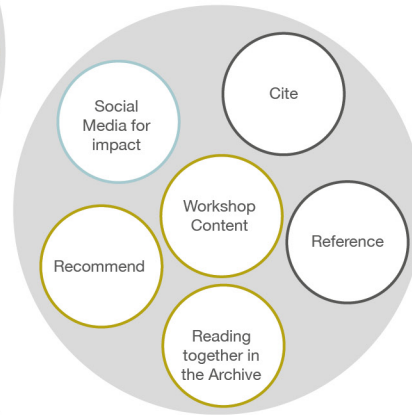 Social
Media for
impact
Cite
Workshop
Content
Reference
Recommend
Reading
together in
the Archive